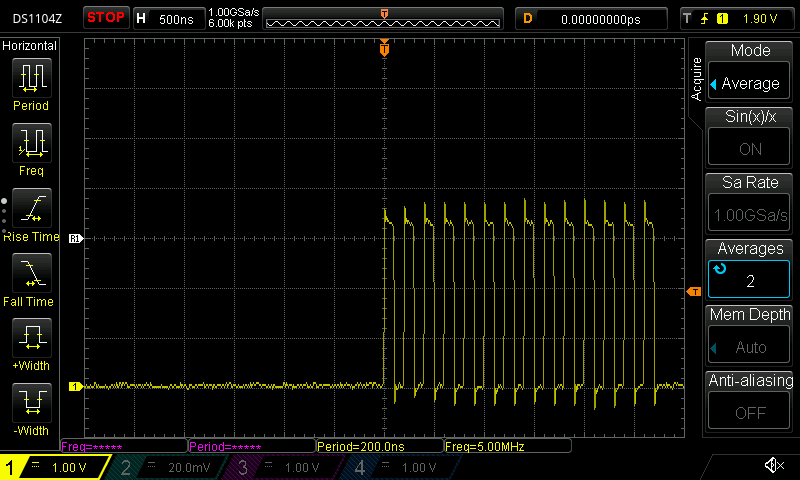 DS1104Z STOP H 500ns 1.00GSa/s 6.00k pts T D 0.00000000ps T 1 1.90 V
Horizontal
Period
Freq
Rise Time
Fall Time
+Width
-Width
T
R1
1
T
Acquire
Mode
Average
Sin(x)/x
ON
Sa Rate
1.00GSa/s
Averages
2
Mem Depth
Auto
Anti-aliasing
OFF
Freq=***** Period=***** Period=200.0ns Freq=5.00MHz
1 1.00 V 2 20.0mV 3 1.00 V 4 1.00 V